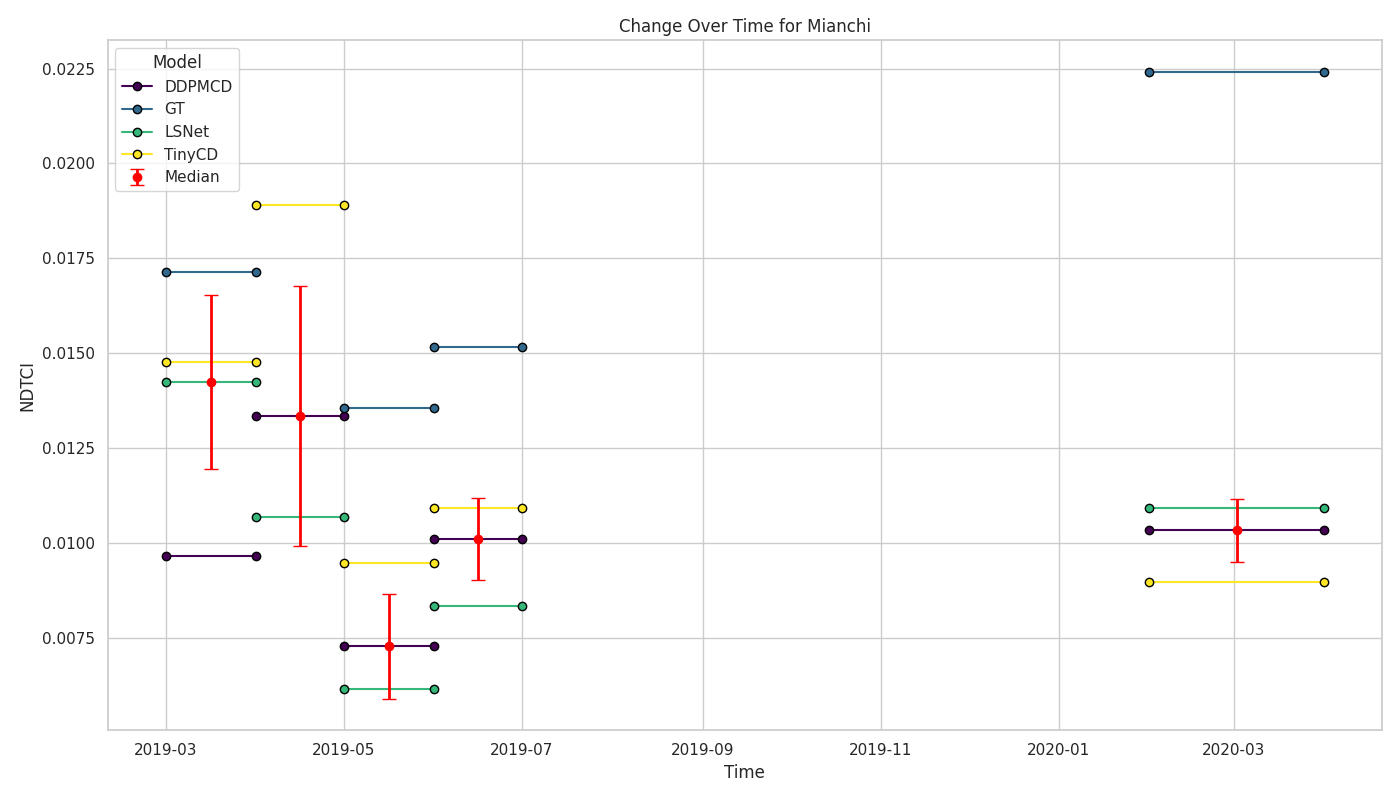 Change Over Time for Mianchi
Model
DDPMCD
GT
LSNet
TinyCD
Median
NDTCI
0.0225
0.0200
0.0175
0.0150
0.0125
0.0100
0.0075
2019-03
2019-05
2019-07
2019-09
2019-11
2020-01
2020-03
Time